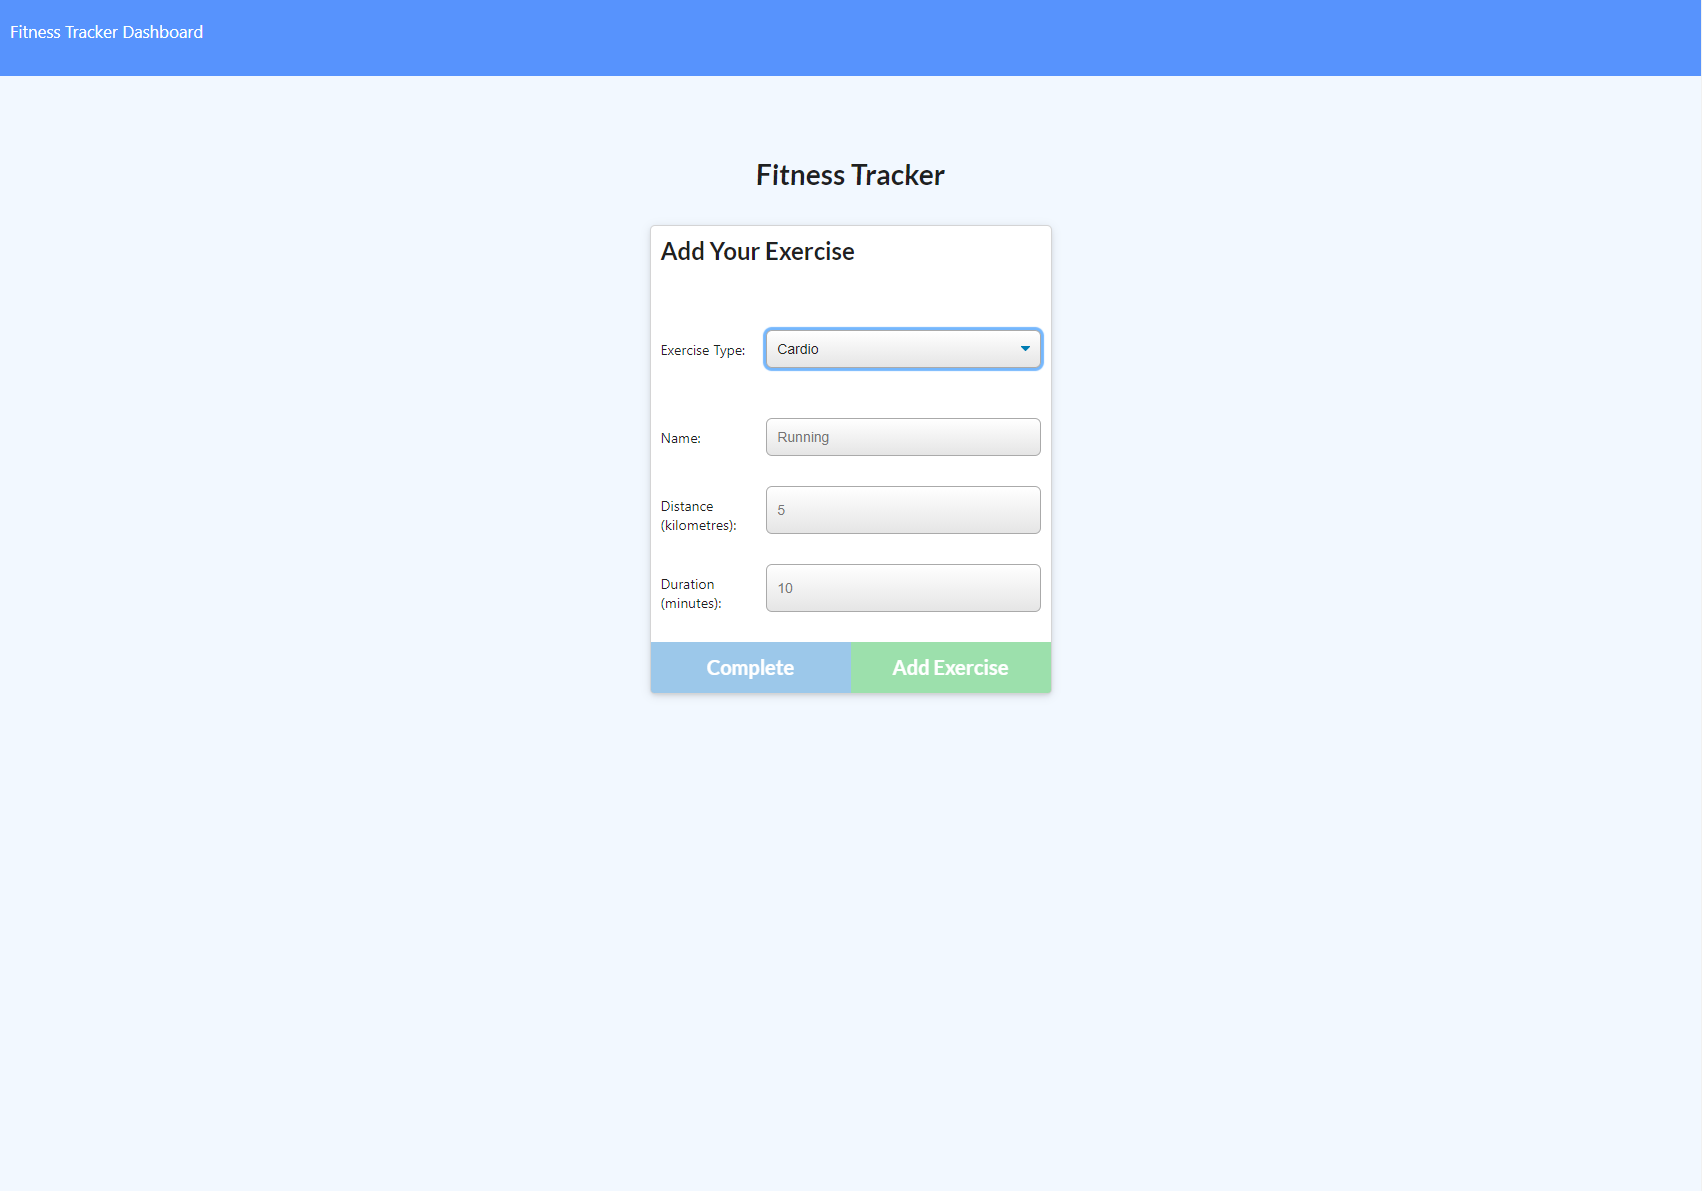 Fitness Tracker Dashboard
Fitness Tracker
Add Your Exercise
Exercise Type:
Cardio
Name:
Running
Distance
(kilometres):
5
Duration
(minutes):
10
Complete
Add Exercise